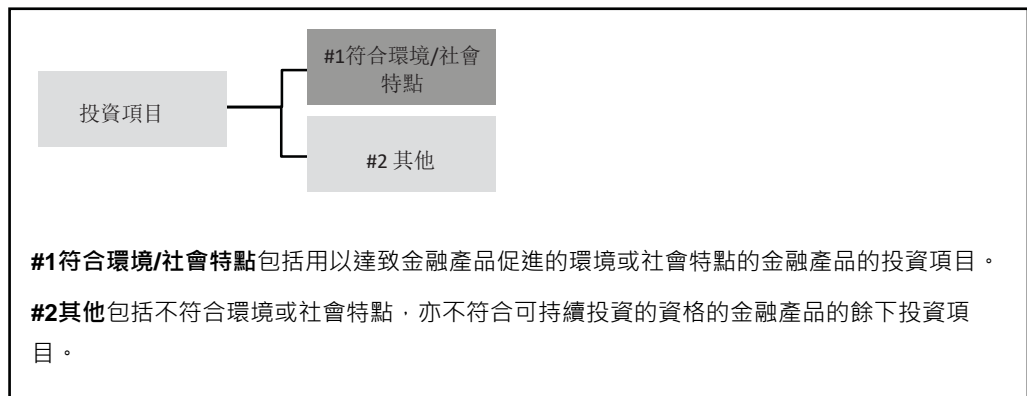 #1符合環境/社會
特點
投資項目
#2 其他
#1符合環境/社會特點包括用以達致金融產品促進的環境或社會特點的金融產品的投資項目。
#2其他包括不符合環境或社會特點，亦不符合可持續投資的資格的金融產品的餘下投資項
目。